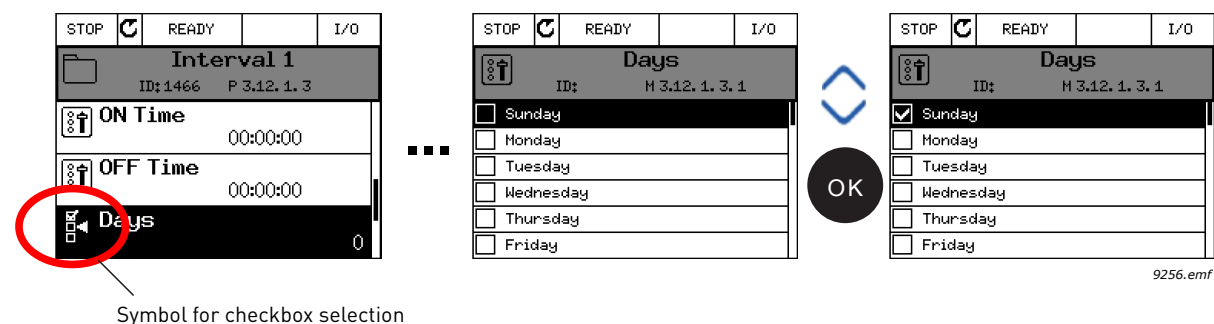 STOP READY I/O
Interval 1
ID:1466 P 3.12.1.3
ON Time
00:00:00
OFF Time
00:00:00
Days
0
Symbol for checkbox selection
STOP READY I/O
Days
ID: M 3.12.1.3.1
Sunday
Monday
Tuesday
Wednesday
Thursday
Friday
OK
STOP READY I/O
Days
ID: M 3.12.1.3.1
Sunday
Monday
Tuesday
Wednesday
Thursday
Friday
9256.emf